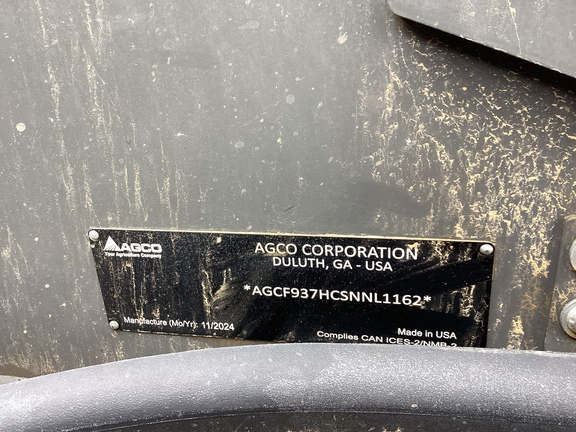 AGCO
Your Agriculture Company
AGCO CORPORATION
DULUTH, GA - USA
*AGCF937HCSNNL1162*
Manufacture (Mo/Yr): 11/2024
Made in USA
Complies CAN ICES-2/NMB-2